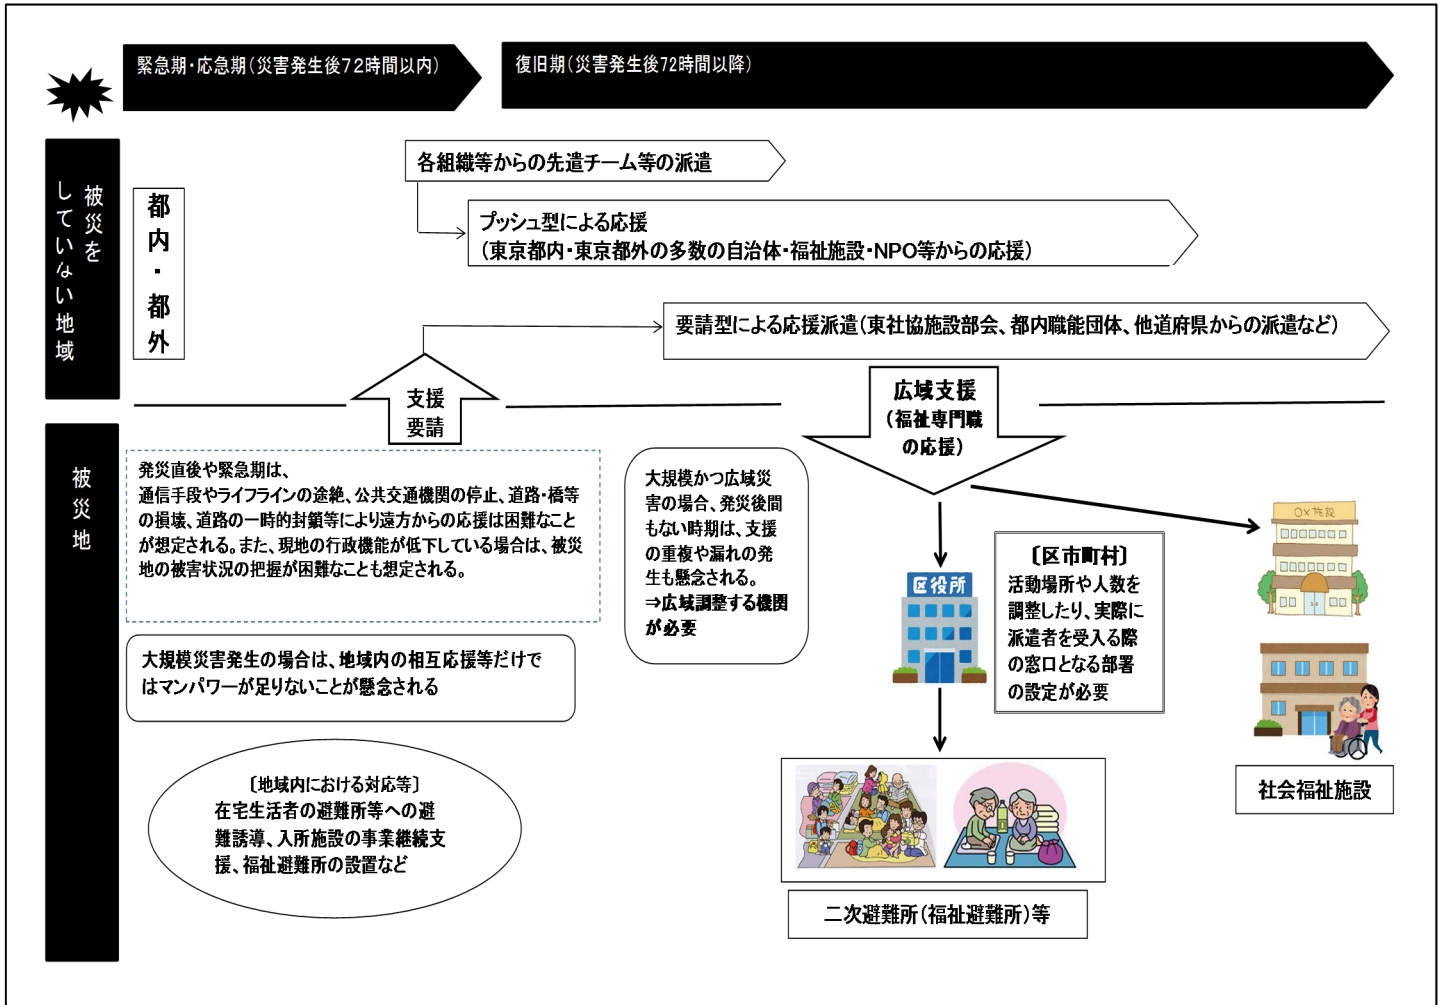 緊急期・応急期(災害発生後72時間以内)
復旧期(災害発生後72時間以降)
被災を
していない地域
都内・都外
各組織等からの先遣チーム等の派遣
プッシュ型による応援
(東京都内・東京都外の多数の自治体・福祉施設・NPO等からの応援)
要請型による応援派遣(東社協施設部会、都内職能団体、他道府県からの派遣など)
支援
要請
広域支援
(福祉専門職
の応援)
被災地
発災直後や緊急期は、
通信手段やライフラインの途絶、公共交通機関の停止、道路・橋等
の損壊、道路の一時的封鎖等により遠方からの応援は困難なこと
が想定される。また、現地の行政機能が低下している場合は、被災
地の被害状況の把握が困難なことも想定される。
大規模かつ広域災
害の場合、発災後間
もない時期は、支援
の重複や漏れの発
生も懸念される。
⇒広域調整する機関
が必要
大規模災害発生の場合は、地域内の相互応援等だけで
はマンパワーが足りないことが懸念される
〔地域内における対応等〕
在宅生活者の避難所等への避
難誘導、入所施設の事業継続支
援、福祉避難所の設置など
区役所
〔区市町村〕
活動場所や人数を
調整したり、実際に
派遣者を受入る際
の窓口となる部署
の設定が必要
○×施設
社会福祉施設
二次避難所(福祉避難所)等